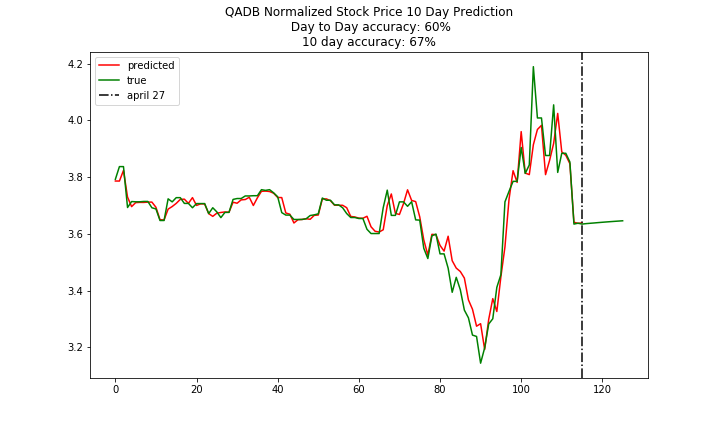 QADB Normalized Stock Price 10 Day Prediction
Day to Day accuracy: 60%
10 day accuracy: 67%
predicted
true
april 27
4.2
4.0
3.8
3.6
3.4
3.2
0 20 40 60 80 100 120